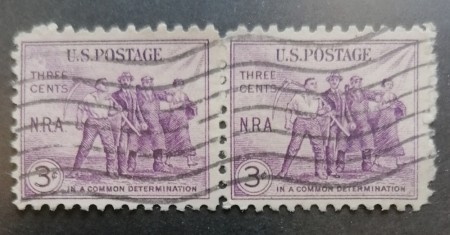 U.S.POSTAGE
THREE
CENTS
NRA
3¢
IN A COMMON DETERMINATION
U.S.POSTAGE
THREE
CENTS
NRA
3¢
IN A COMMON DETERMINATION